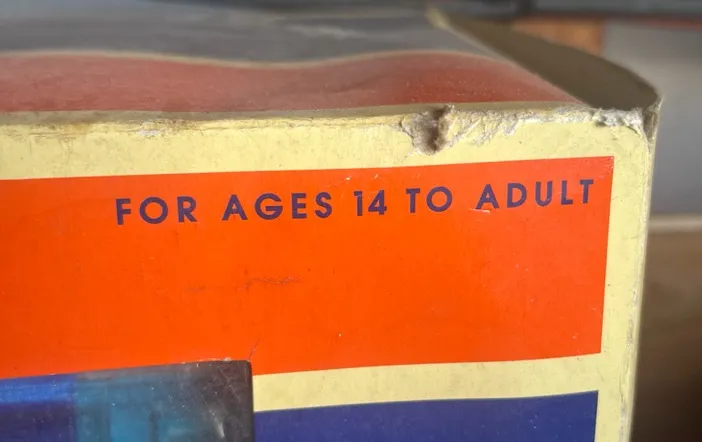 FOR AGES 14 TO ADULT